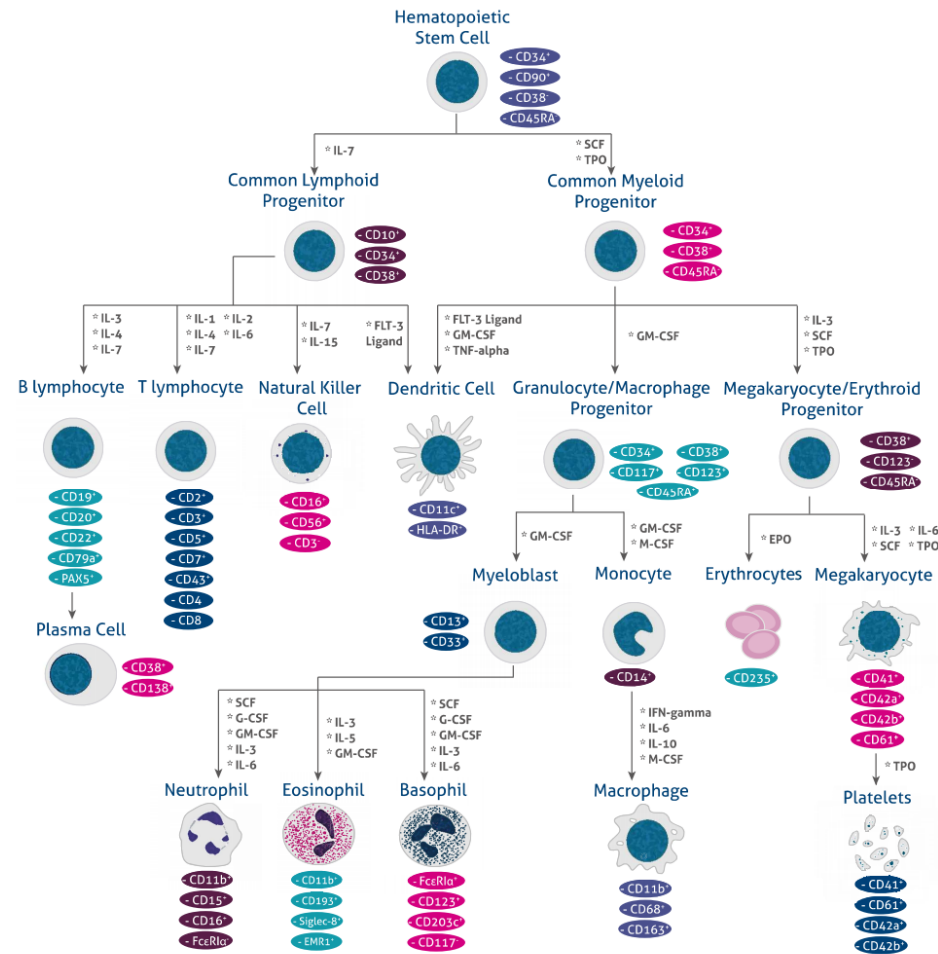 Hematopoietic
Stem Cell
- CD34⁺
- CD90⁺
- CD38⁻
- CD45RA⁻
☆ IL-7
☆ SCF
☆ TPO
Common Lymphoid
Progenitor
- CD10⁺
- CD34⁺
- CD38⁺
Common Myeloid
Progenitor
- CD34⁺
- CD38⁺
- CD45RA⁻
☆ IL-3
☆ IL-4
☆ IL-7
☆ IL-1 ☆ IL-2
☆ IL-4 ☆ IL-6
☆ IL-7
☆ IL-7
☆ IL-15
☆ FLT-3
Ligand
☆ FLT-3 Ligand
☆ GM-CSF
☆ TNF-alpha
☆ GM-CSF
☆ IL-3
☆ SCF
☆ TPO
B lymphocyte
- CD19⁺
- CD20⁺
- CD22⁺
- CD79a⁺
- PAX5⁺
T lymphocyte
- CD2⁺
- CD3⁺
- CD5⁺
- CD7⁺
- CD43⁺
- CD4
- CD8
Natural Killer
Cell
- CD16⁺
- CD56⁺
- CD3⁻
Dendritic Cell
- CD11c⁺
- HLA-DR⁺
Granulocyte/Macrophage
Progenitor
- CD34⁺ - CD38⁺
- CD117⁺ - CD123⁺
- CD45RA⁺
Megakaryocyte/Erythroid
Progenitor
- CD38⁺
- CD123⁻
- CD45RA⁻
Plasma Cell
- CD38⁺
- CD138⁺
☆ GM-CSF
☆ GM-CSF
☆ M-CSF
☆ EPO
☆ IL-3 ☆ IL-6
☆ SCF ☆ TPO
Myeloblast
- CD13⁺
- CD33⁺
Monocyte
- CD14⁺
Erythrocytes
- CD235⁺
Megakaryocyte
- CD41⁺
- CD42a⁺
- CD42b⁺
- CD61⁺
☆ SCF
☆ G-CSF
☆ GM-CSF
☆ IL-3
☆ IL-6
☆ IL-3
☆ IL-5
☆ GM-CSF
☆ SCF
☆ G-CSF
☆ GM-CSF
☆ IL-3
☆ IL-6
☆ IFN-gamma
☆ IL-6
☆ IL-10
☆ M-CSF
☆ TPO
Neutrophil
- CD11b⁺
- CD15⁺
- CD16⁺
- FcεRIα⁻
Eosinophil
- CD11b⁺
- CD193⁺
- Siglec-8⁺
- EMR1⁺
Basophil
- FcεRIα⁺
- CD123⁺
- CD203c⁺
- CD117⁻
Macrophage
- CD11b⁺
- CD68⁺
- CD163⁺
Platelets
- CD41⁺
- CD61⁺
- CD42a⁺
- CD42b⁺